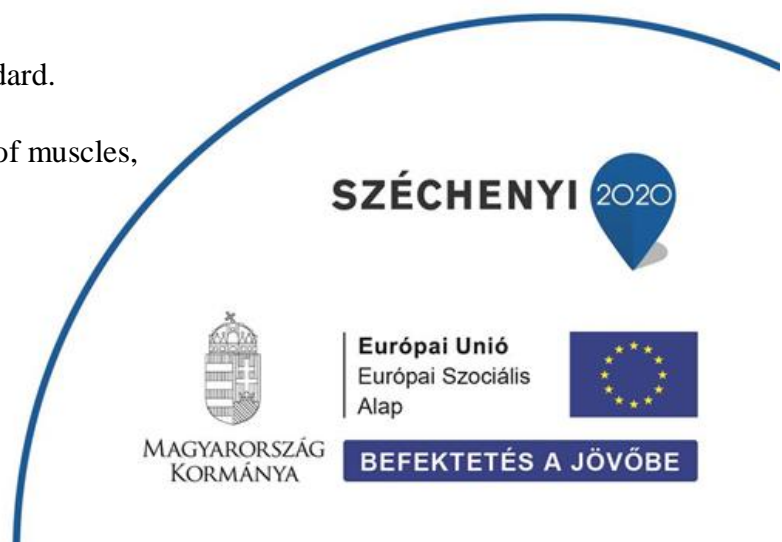 dard.
of muscles,
SZÉCHENYI 2020
Európai Unió
Európai Szociális
Alap
MAGYARORSZÁG
KORMÁNYA
BEFEKTETÉS A JÖVŐBE